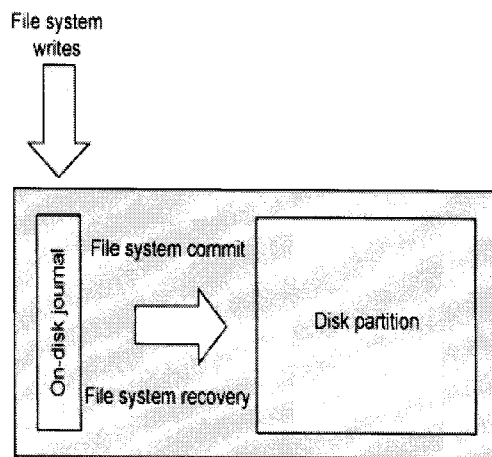 File system
writes
On-disk journal
File system commit
Disk partition
File system recovery